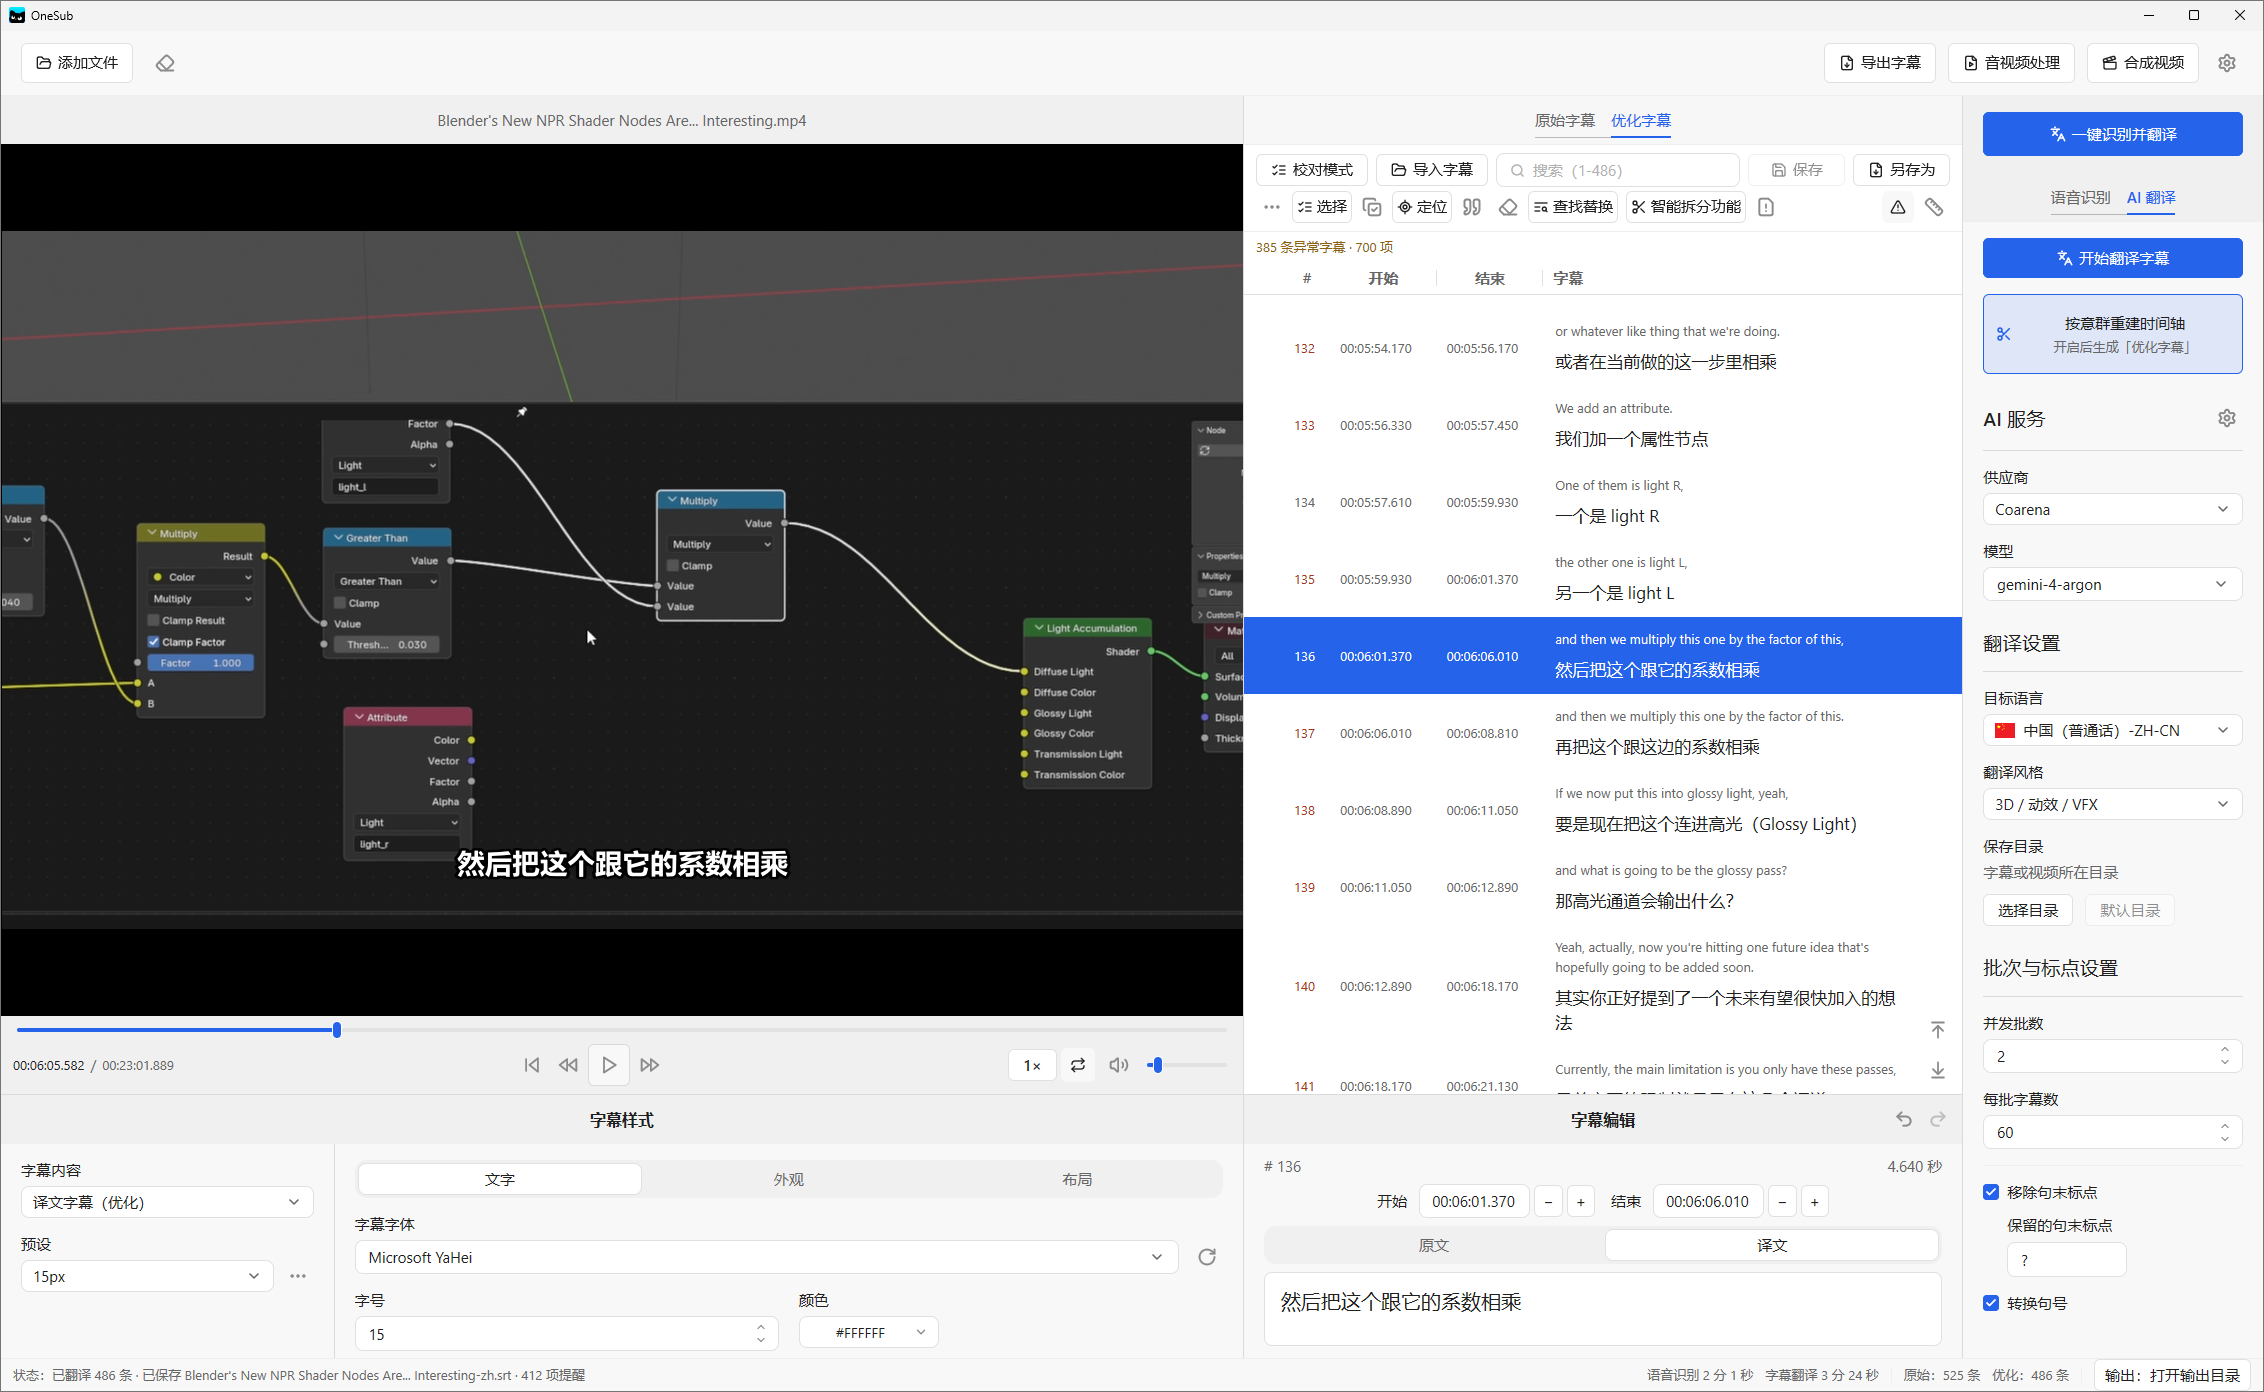 OneSub
添加文件
导出字幕
音视频处理
合成视频
Blender's New NPR Shader Nodes Are... Interesting.mp4
Factor
Alpha
Light
light_l
Value
040
Multiply
Result
Color
Multiply
Clamp Result
Clamp Factor
Factor 1.000
A
B
Greater Than
Value
Greater Than
Clamp
Value
Thresh... 0.030
Attribute
Color
Vector
Factor
Alpha
Light
light_r
Multiply
Value
Multiply
Clamp
Value
Value
Light Accumulation
Shader
Diffuse Light
Diffuse Color
Glossy Light
Glossy Color
Transmission Light
Transmission Color
Node
Properties
Multiply
Clamp
All
然后把这个跟它的系数相乘
00:06:05.582 / 00:23:01.889
1×
字幕样式
字幕内容
译文字幕（优化）
预设
15px
文字
外观
布局
字幕字体
Microsoft YaHei
字号
15
颜色
#FFFFFF
原始字幕
优化字幕
校对模式
导入字幕
搜索（1-486）
保存
另存为
选择
定位
查找替换
智能拆分功能
385 条异常字幕 · 700 项
# 开始 结束 字幕
or whatever like thing that we're doing.
132 00:05:54.170 00:05:56.170
或者在当前做的这一步里相乘
We add an attribute.
133 00:05:56.330 00:05:57.450
我们加一个属性节点
One of them is light R,
134 00:05:57.610 00:05:59.930
一个是 light R
the other one is light L,
135 00:05:59.930 00:06:01.370
另一个是 light L
and then we multiply this one by the factor of this,
136 00:06:01.370 00:06:06.010
然后把这个跟它的系数相乘
and then we multiply this one by the factor of this.
137 00:06:06.010 00:06:08.810
再把这个跟这边的系数相乘
If we now put this into glossy light, yeah,
138 00:06:08.890 00:06:11.050
要是现在把这个连进高光（Glossy Light）
and what is going to be the glossy pass?
139 00:06:11.050 00:06:12.890
那高光通道会输出什么？
Yeah, actually, now you're hitting one future idea that's
hopefully going to be added soon.
140 00:06:12.890 00:06:18.170
其实你正好提到了一个未来有望很快加入的想
法
Currently, the main limitation is you only have these passes,
141 00:06:18.170 00:06:21.130
字幕编辑
# 136
4.640 秒
开始 00:06:01.370 − + 结束 00:06:06.010 − +
原文
译文
然后把这个跟它的系数相乘
一键识别并翻译
语音识别
AI 翻译
开始翻译字幕
按意群重建时间轴
开启后生成「优化字幕」
AI 服务
供应商
Coarena
模型
gemini-4-argon
翻译设置
目标语言
中国（普通话）-ZH-CN
翻译风格
3D / 动效 / VFX
保存目录
字幕或视频所在目录
选择目录
默认目录
批次与标点设置
并发批数
2
每批字幕数
60
移除句末标点
保留的句末标点
?
转换句号
状态：已翻译 486 条 · 已保存 Blender's New NPR Shader Nodes Are... Interesting-zh.srt · 412 项提醒
语音识别 2 分 1 秒 字幕翻译 3 分 24 秒 原始：525 条 优化：486 条
输出：打开输出目录